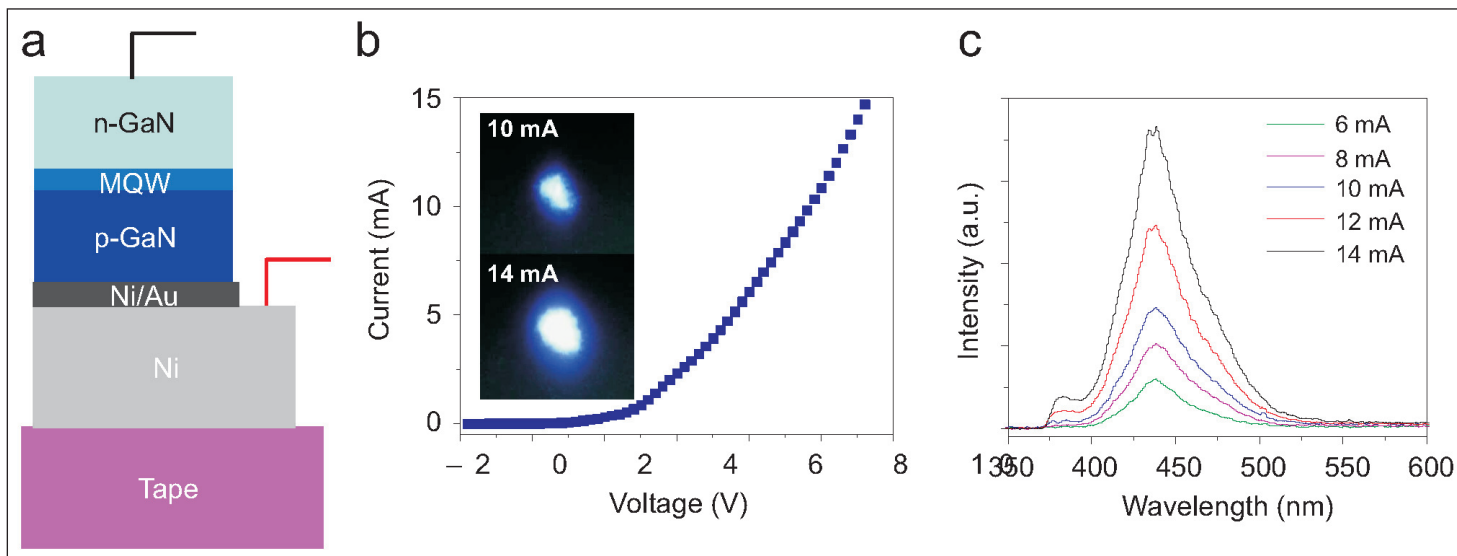 a
n-GaN
MQW
p-GaN
Ni/Au
Ni
Tape
b
15
10
5
0
Current (mA)
10 mA
14 mA
– 2
0
2
4
6
8
Voltage (V)
c
6 mA
8 mA
10 mA
12 mA
14 mA
Intensity (a.u.)
350
400
450
500
550
600
Wavelength (nm)